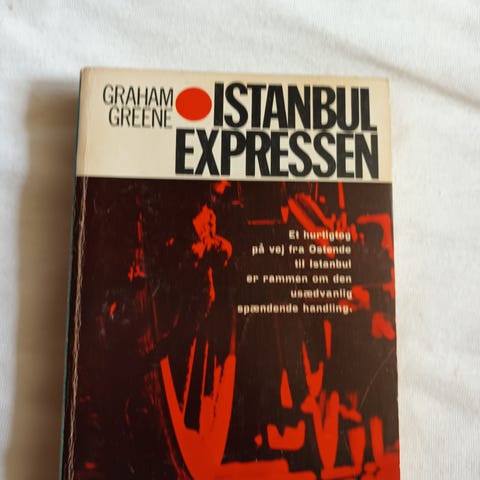 GRAHAM
GREENE
ISTANBUL
EXPRESSEN
Et hurtigtog
på vej fra Ostende
til Istanbul
er rammen om den
usædvanlig
spændende handling.